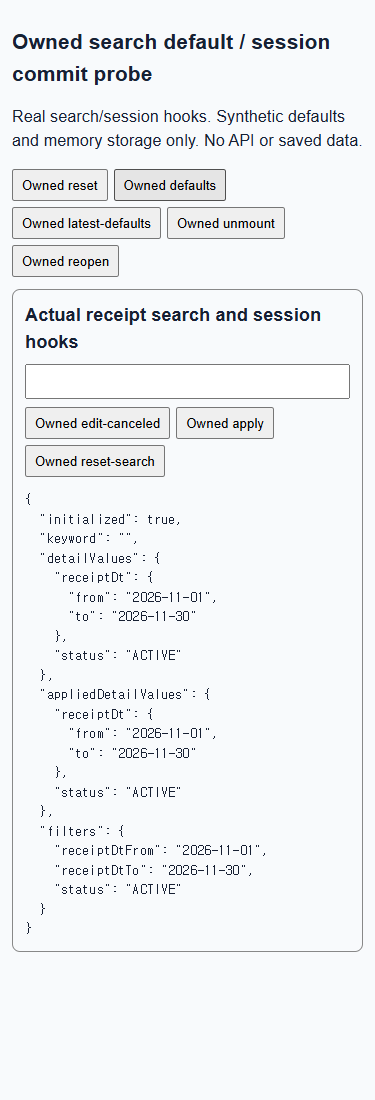 Owned search default / session
commit probe
Real search/session hooks. Synthetic defaults
and memory storage only. No API or saved data.
Owned reset
Owned defaults
Owned latest-defaults
Owned unmount
Owned reopen
Actual receipt search and session
hooks
Owned edit-canceled
Owned apply
Owned reset-search
{
  "initialized": true,
  "keyword": "",
  "detailValues": {
    "receiptDt": {
      "from": "2026-11-01",
      "to": "2026-11-30"
    },
    "status": "ACTIVE"
  },
  "appliedDetailValues": {
    "receiptDt": {
      "from": "2026-11-01",
      "to": "2026-11-30"
    },
    "status": "ACTIVE"
  },
  "filters": {
    "receiptDtFrom": "2026-11-01",
    "receiptDtTo": "2026-11-30",
    "status": "ACTIVE"
  }
}